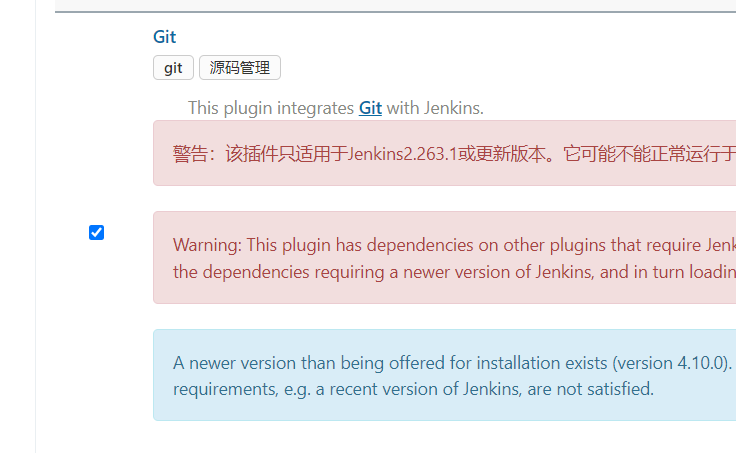 Git
git 源码管理
This plugin integrates Git with Jenkins.
警告：该插件只适用于Jenkins2.263.1或更新版本。它可能不能正常运行于
Warning: This plugin has dependencies on other plugins that require Jenk
the dependencies requiring a newer version of Jenkins, and in turn loadin
A newer version than being offered for installation exists (version 4.10.0).
requirements, e.g. a recent version of Jenkins, are not satisfied.